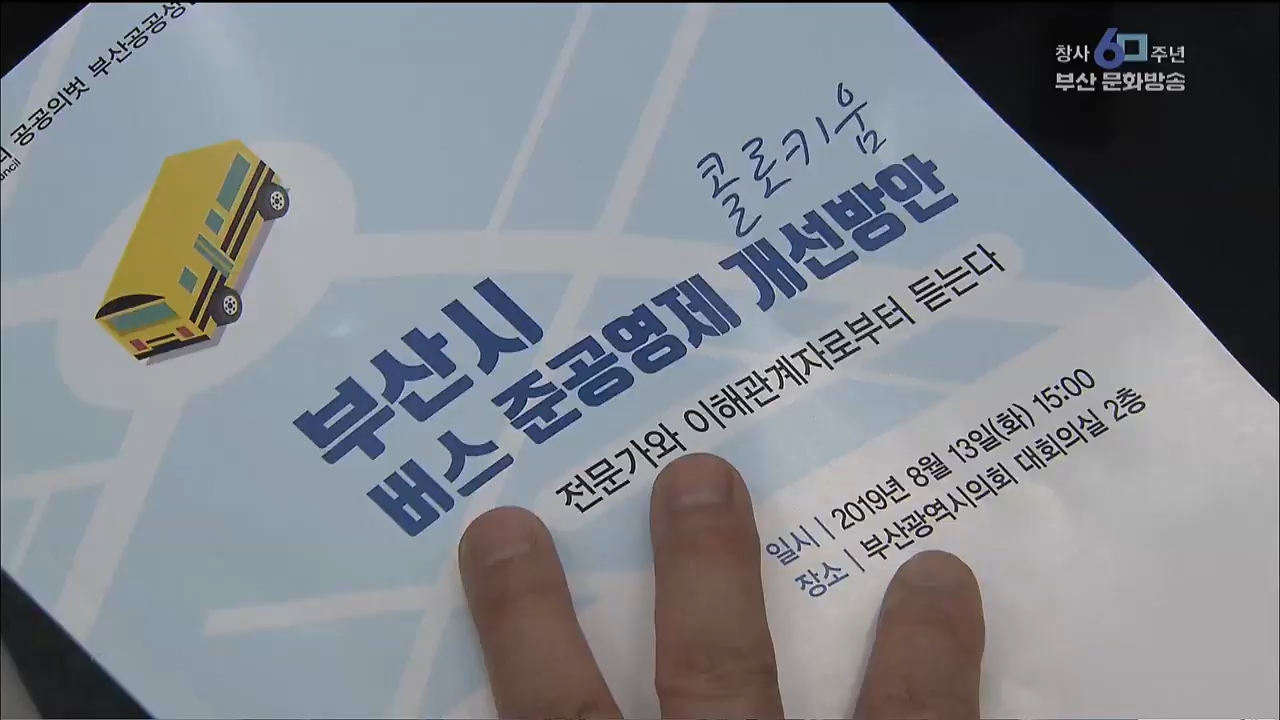 창사 60 주년
부산 문화방송
공공의벗 부산공공성
콜로키움
부산시
버스 준공영제 개선방안
전문가와 이해관계자로부터 듣는다
일시 | 2019년 8월 13일(화) 15:00
장소 | 부산광역시의회 대회의실 2층